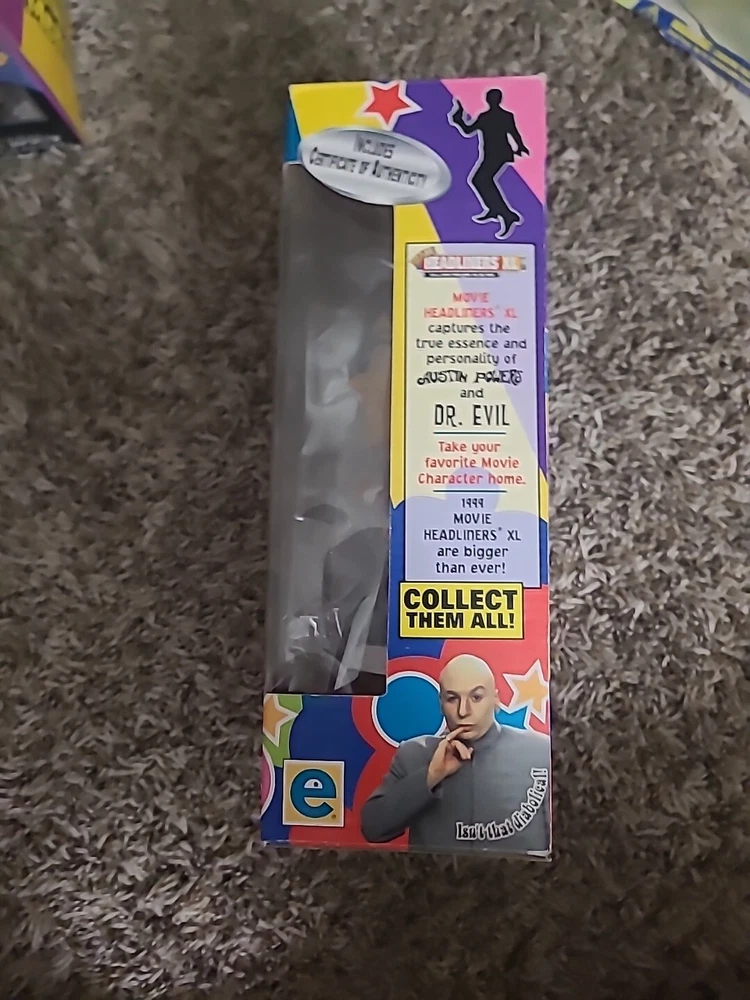 INCLUDES
CERTIFICATE OF AUTHENTICITY
HEADLINERS XL
MOVIE
HEADLINERS® XL
captures the
true essence and
personality of
AUSTIN POWERS
and
DR. EVIL
Take your
favorite Movie
Character home.
1999
MOVIE
HEADLINERS® XL
are bigger
than ever!
COLLECT
THEM ALL!
e
Isn't that diabolical!